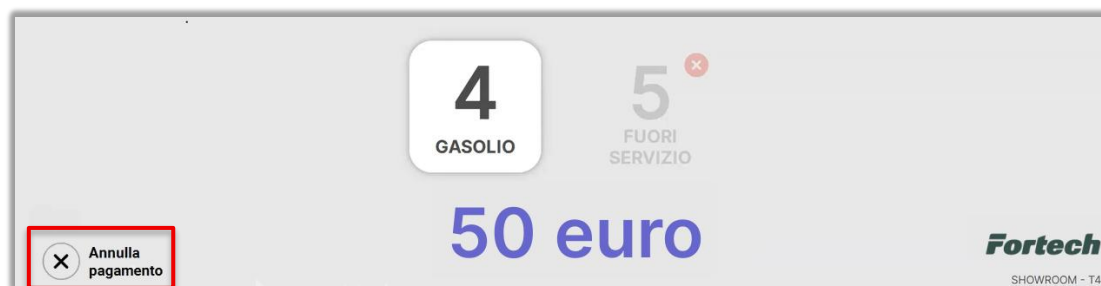 4
GASOLIO
5
FUORI
SERVIZIO
50 euro
Annulla
pagamento
Fortech
SHOWROOM - T4